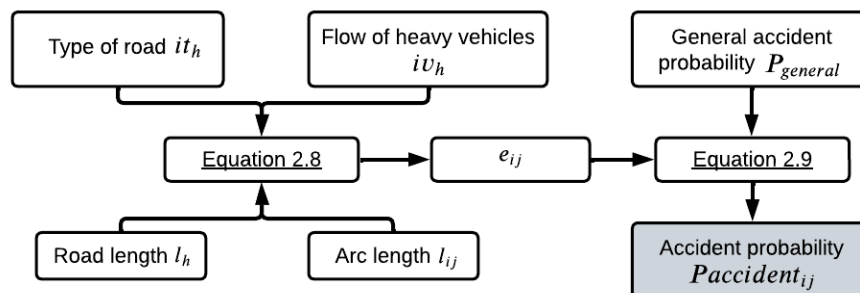 Type of road it_h
Flow of heavy vehicles
iv_h
General accident
probability P_general
Equation 2.8
e_ij
Equation 2.9
Road length l_h
Arc length l_ij
Accident probability
Paccident_ij